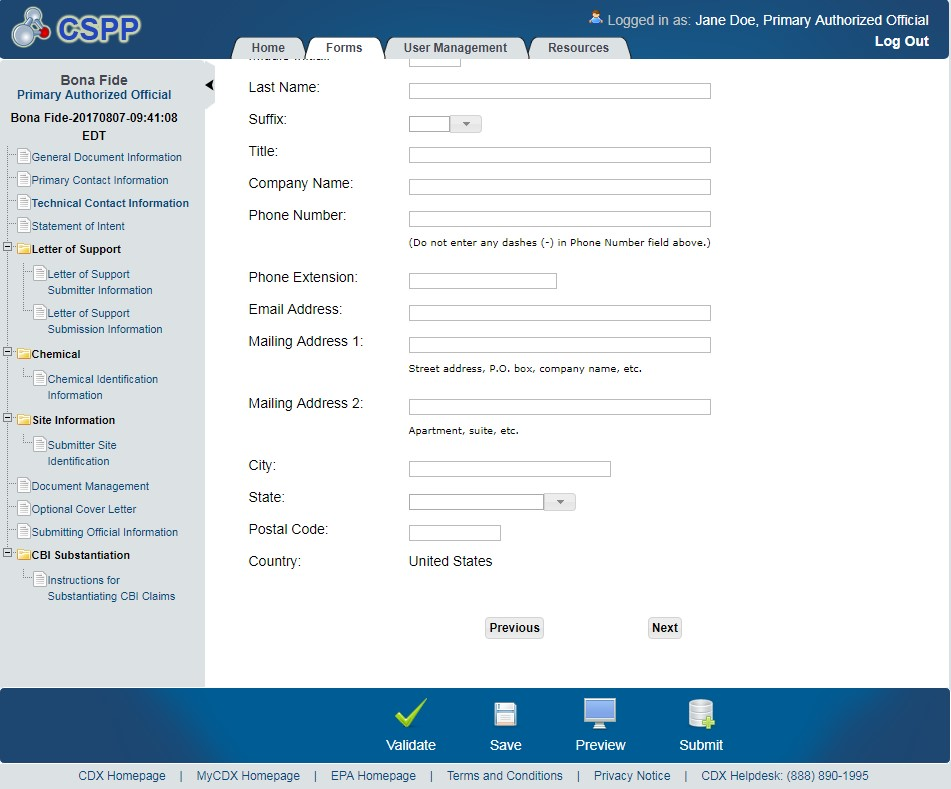 CSPP
Logged in as: Jane Doe, Primary Authorized Official
Log Out
Home
Forms
User Management
Resources
Bona Fide
Primary Authorized Official
Bona Fide-20170807-09:41:08
EDT
General Document Information
Primary Contact Information
Technical Contact Information
Statement of Intent
Letter of Support
Letter of Support
Submitter Information
Letter of Support
Submission Information
Chemical
Chemical Identification
Information
Site Information
Submitter Site
Identification
Document Management
Optional Cover Letter
Submitting Official Information
CBI Substantiation
Instructions for
Substantiating CBI Claims
Middle Initial:
Last Name:
Suffix:
Title:
Company Name:
Phone Number:
(Do not enter any dashes (-) in Phone Number field above.)
Phone Extension:
Email Address:
Mailing Address 1:
Street address, P.O. box, company name, etc.
Mailing Address 2:
Apartment, suite, etc.
City:
State:
Postal Code:
Country: United States
Previous
Next
Validate
Save
Preview
Submit
CDX Homepage | MyCDX Homepage | EPA Homepage | Terms and Conditions | Privacy Notice | CDX Helpdesk: (888) 890-1995